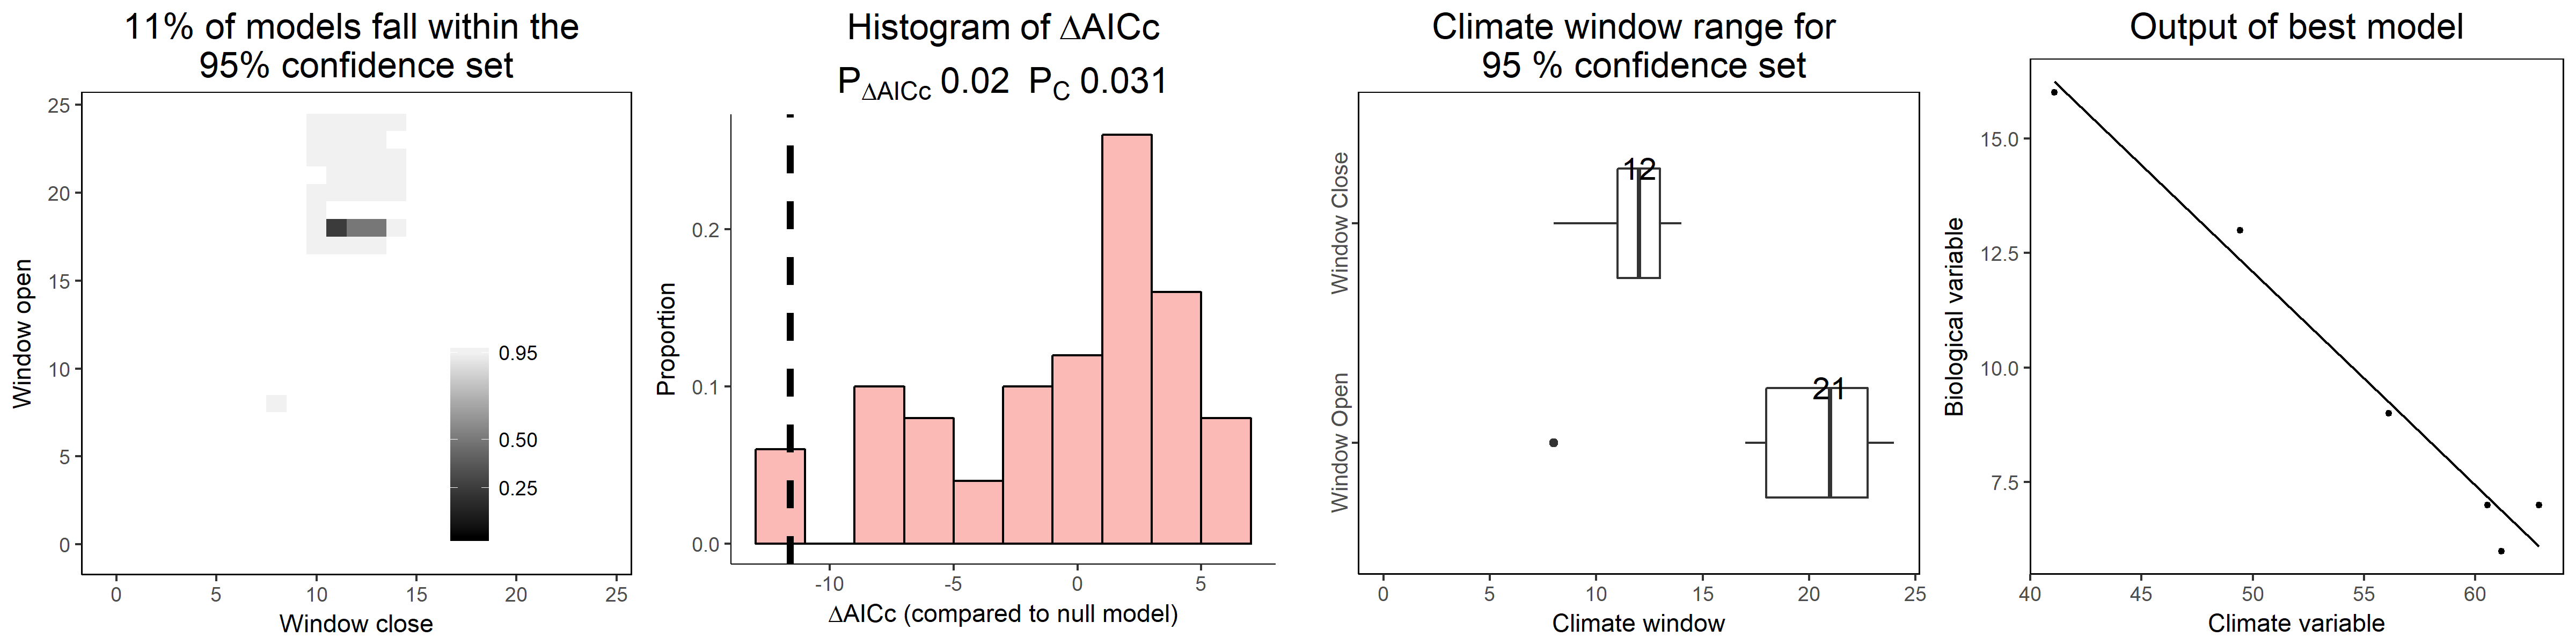 11% of models fall within the
95% confidence set
25
20
15
10
5
0
Window open
0.95
0.50
0.25
0 5 10 15 20 25
Window close
Histogram of ΔAICc
PΔAICc 0.02 PC 0.031
0.2
0.1
0.0
Proportion
-10 -5 0 5
ΔAICc (compared to null model)
Climate window range for
95 % confidence set
Window Close
12
Window Open
21
0 5 10 15 20 25
Climate window
Output of best model
15.0
12.5
10.0
7.5
Biological variable
40 45 50 55 60
Climate variable